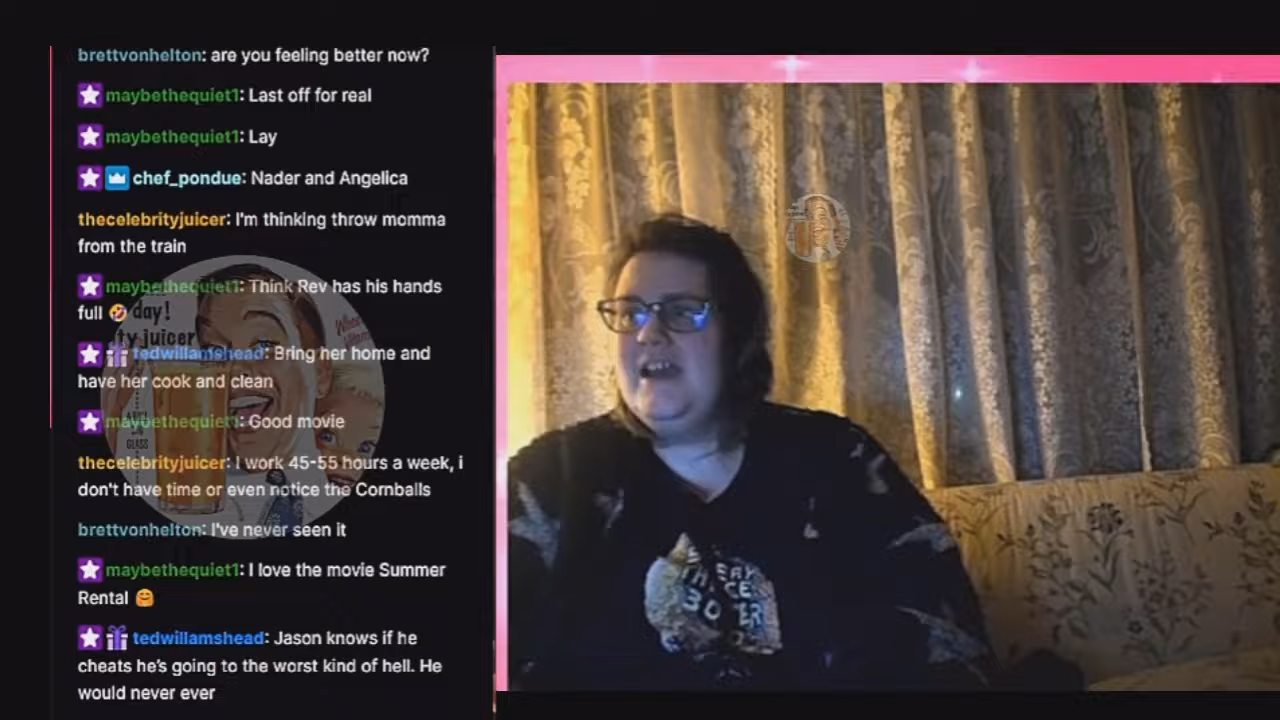 brettvonhelton: are you feeling better now?
maybethequiet1: Last off for real
maybethequiet1: Lay
chef_pondue: Nader and Angelica
thecelebrityjuicer: I'm thinking throw momma
from the train
maybethequiet1: Think Rev has his hands
full 🤣
day!
ty juicer
tedwillamshead: Bring her home and
have her cook and clean
maybethequiet1: Good movie
GLASS
thecelebrityjuicer: I work 45-55 hours a week, i
don't have time or even notice the Cornballs
brettvonhelton: I've never seen it
maybethequiet1: I love the movie Summer
Rental 🤗
tedwillamshead: Jason knows if he
cheats he's going to the worst kind of hell. He
would never ever